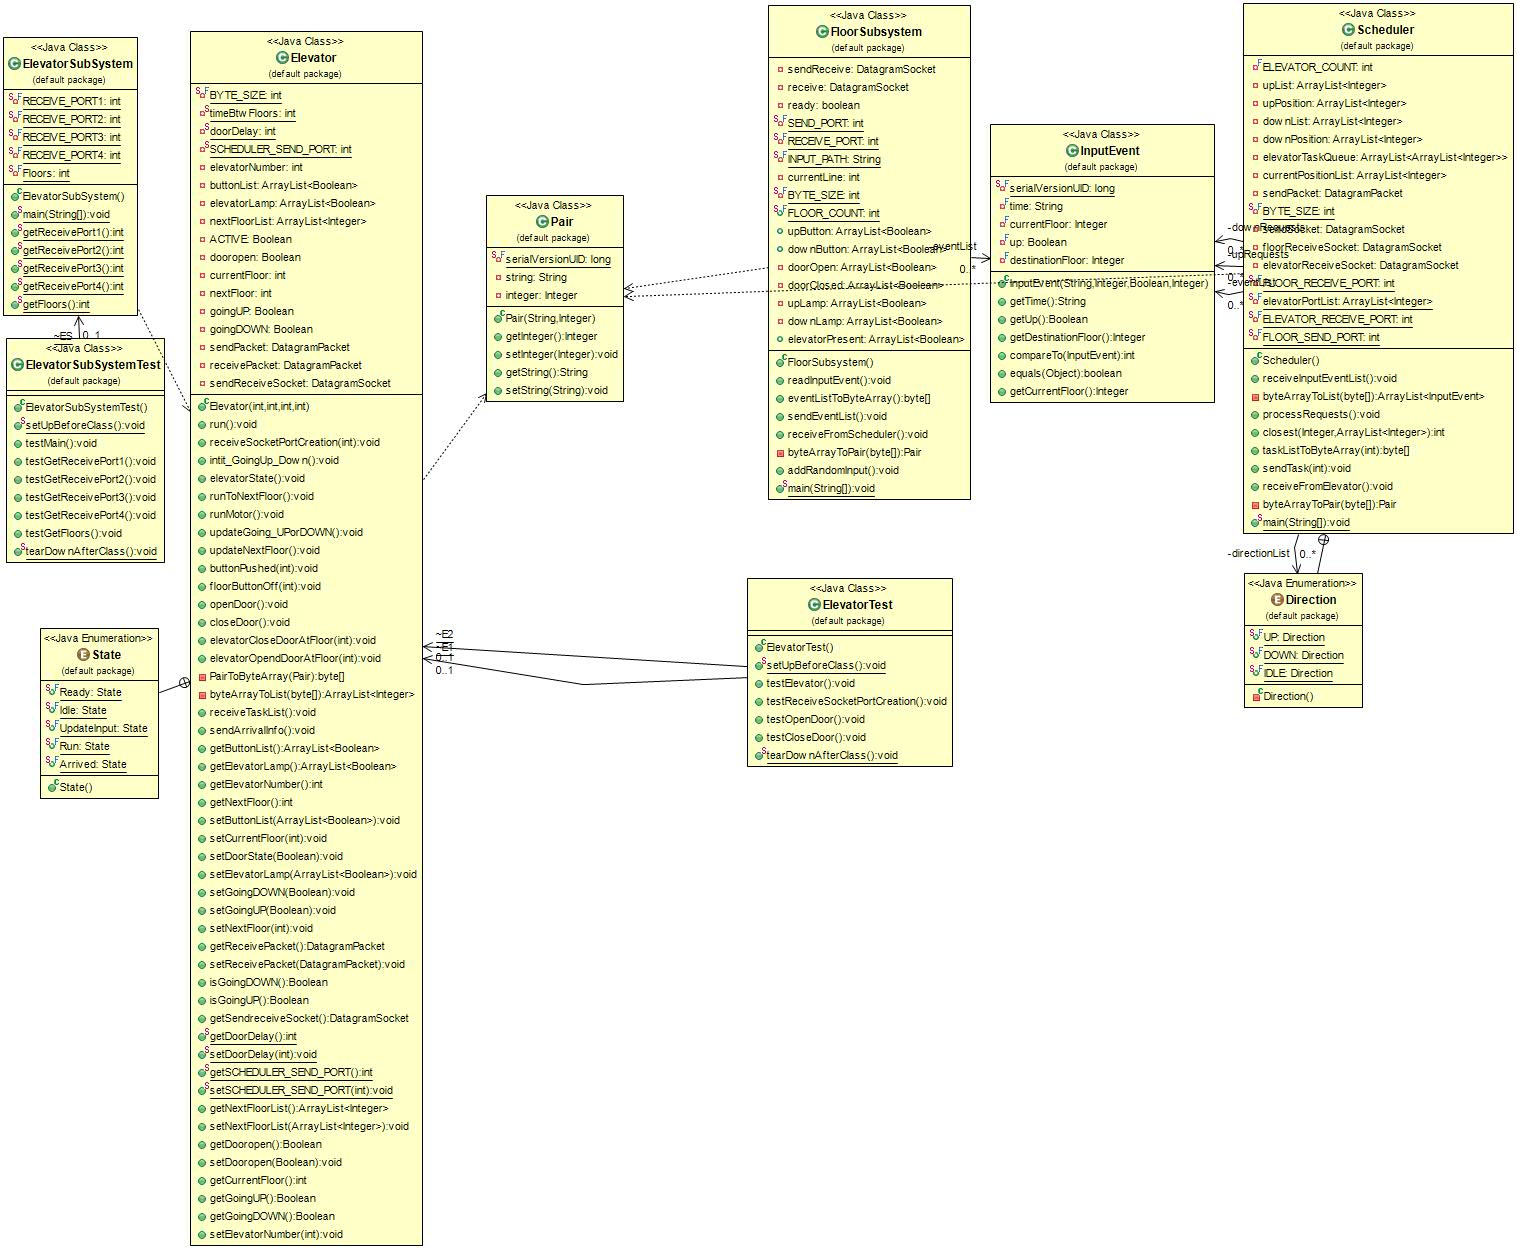 <<Java Class>>
ElevatorSubSystem
(default package)
RECEIVE_PORT1: int
RECEIVE_PORT2: int
RECEIVE_PORT3: int
RECEIVE_PORT4: int
Floors: int
ElevatorSubSystem()
main(String[]):void
getReceivePort1():int
getReceivePort2():int
getReceivePort3():int
getReceivePort4():int
getFloors():int
~ES 0..1
<<Java Class>>
ElevatorSubSystemTest
(default package)
ElevatorSubSystemTest()
setUpBeforeClass():void
testMain():void
testGetReceivePort1():void
testGetReceivePort2():void
testGetReceivePort3():void
testGetReceivePort4():void
testGetFloors():void
tearDownAfterClass():void
<<Java Enumeration>>
State
(default package)
Ready: State
Idle: State
UpdateInput: State
Run: State
Arrived: State
State()
<<Java Class>>
Elevator
(default package)
BYTE_SIZE: int
timeBtwFloors: int
doorDelay: int
SCHEDULER_SEND_PORT: int
elevatorNumber: int
buttonList: ArrayList<Boolean>
elevatorLamp: ArrayList<Boolean>
nextFloorList: ArrayList<Integer>
ACTIVE: Boolean
dooropen: Boolean
currentFloor: int
nextFloor: int
goingUP: Boolean
goingDOWN: Boolean
sendPacket: DatagramPacket
receivePacket: DatagramPacket
sendReceiveSocket: DatagramSocket
Elevator(int,int,int,int)
run():void
receiveSocketPortCreation(int):void
intit_GoingUp_Down():void
elevatorState():void
runToNextFloor():void
runMotor():void
updateGoing_UPorDOWN():void
updateNextFloor():void
buttonPushed(int):void
floorButtonOff(int):void
openDoor():void
closeDoor():void
elevatorCloseDoorAtFloor(int):void
elevatorOpendDoorAtFloor(int):void
PairToByteArray(Pair):byte[]
byteArrayToList(byte[]):ArrayList<Integer>
receiveTaskList():void
sendArrivalInfo():void
getButtonList():ArrayList<Boolean>
getElevatorLamp():ArrayList<Boolean>
getElevatorNumber():int
getNextFloor():int
setButtonList(ArrayList<Boolean>):void
setCurrentFloor(int):void
setDoorState(Boolean):void
setElevatorLamp(ArrayList<Boolean>):void
setGoingDOWN(Boolean):void
setGoingUP(Boolean):void
setNextFloor(int):void
getReceivePacket():DatagramPacket
setReceivePacket(DatagramPacket):void
isGoingDOWN():Boolean
isGoingUP():Boolean
getSendreceiveSocket():DatagramSocket
getDoorDelay():int
setDoorDelay(int):void
getSCHEDULER_SEND_PORT():int
setSCHEDULER_SEND_PORT(int):void
getNextFloorList():ArrayList<Integer>
setNextFloorList(ArrayList<Integer>):void
getDooropen():Boolean
setDooropen(Boolean):void
getCurrentFloor():int
getGoingUP():Boolean
getGoingDOWN():Boolean
setElevatorNumber(int):void
<<Java Class>>
Pair
(default package)
serialVersionUID: long
string: String
integer: Integer
Pair(String,Integer)
getInteger():Integer
setInteger(Integer):void
getString():String
setString(String):void
~E2
~E1
0..1
0..1
<<Java Class>>
ElevatorTest
(default package)
ElevatorTest()
setUpBeforeClass():void
testElevator():void
testReceiveSocketPortCreation():void
testOpenDoor():void
testCloseDoor():void
tearDownAfterClass():void
<<Java Class>>
FloorSubsystem
(default package)
sendReceive: DatagramSocket
receive: DatagramSocket
ready: boolean
SEND_PORT: int
RECEIVE_PORT: int
INPUT_PATH: String
currentLine: int
BYTE_SIZE: int
FLOOR_COUNT: int
upButton: ArrayList<Boolean>
downButton: ArrayList<Boolean>
doorOpen: ArrayList<Boolean>
doorClosed: ArrayList<Boolean>
upLamp: ArrayList<Boolean>
downLamp: ArrayList<Boolean>
elevatorPresent: ArrayList<Boolean>
FloorSubsystem()
readInputEvent():void
eventListToByteArray():byte[]
sendEventList():void
receiveFromScheduler():void
byteArrayToPair(byte[]):Pair
addRandomInput():void
main(String[]):void
-eventList
0..*
<<Java Class>>
InputEvent
(default package)
serialVersionUID: long
time: String
currentFloor: Integer
up: Boolean
destinationFloor: Integer
InputEvent(String,Integer,Boolean,Integer)
getTime():String
getUp():Boolean
getDestinationFloor():Integer
compareTo(InputEvent):int
equals(Object):boolean
getCurrentFloor():Integer
-downRequests
0..*
-upRequests
0..*
-eventList
0..*
<<Java Class>>
Scheduler
(default package)
ELEVATOR_COUNT: int
upList: ArrayList<Integer>
upPosition: ArrayList<Integer>
downList: ArrayList<Integer>
downPosition: ArrayList<Integer>
elevatorTaskQueue: ArrayList<ArrayList<Integer>>
currentPositionList: ArrayList<Integer>
sendPacket: DatagramPacket
BYTE_SIZE: int
sendSocket: DatagramSocket
floorReceiveSocket: DatagramSocket
elevatorReceiveSocket: DatagramSocket
FLOOR_RECEIVE_PORT: int
elevatorPortList: ArrayList<Integer>
ELEVATOR_RECEIVE_PORT: int
FLOOR_SEND_PORT: int
Scheduler()
receiveInputEventList():void
byteArrayToList(byte[]):ArrayList<InputEvent>
processRequests():void
closest(Integer,ArrayList<Integer>):int
taskListToByteArray(int):byte[]
sendTask(int):void
receiveFromElevator():void
byteArrayToPair(byte[]):Pair
main(String[]):void
-directionList 0..*
<<Java Enumeration>>
Direction
(default package)
UP: Direction
DOWN: Direction
IDLE: Direction
Direction()